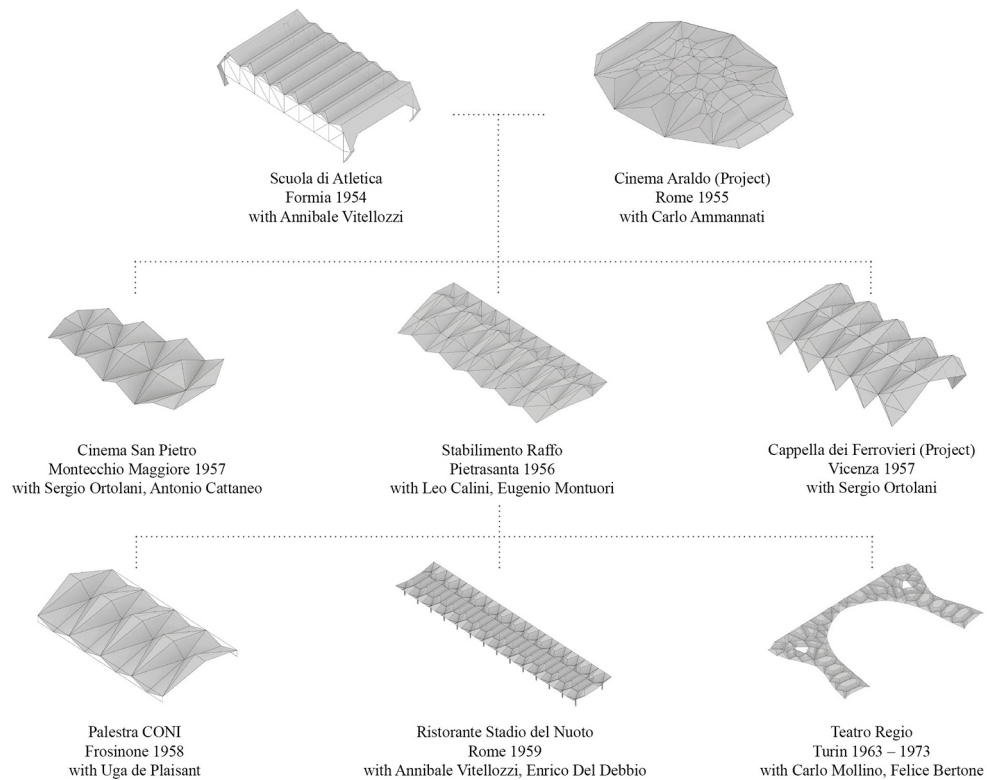 Scuola di Atletica
Formia 1954
with Annibale Vitellozzi
Cinema Araldo (Project)
Rome 1955
with Carlo Ammannati
Cinema San Pietro
Montecchio Maggiore 1957
with Sergio Ortolani, Antonio Cattaneo
Stabilimento Raffo
Pietrasanta 1956
with Leo Calini, Eugenio Montuori
Cappella dei Ferrovieri (Project)
Vicenza 1957
with Sergio Ortolani
Palestra CONI
Frosinone 1958
with Uga de Plaisant
Ristorante Stadio del Nuoto
Rome 1959
with Annibale Vitellozzi, Enrico Del Debbio
Teatro Regio
Turin 1963 – 1973
with Carlo Mollino, Felice Bertone